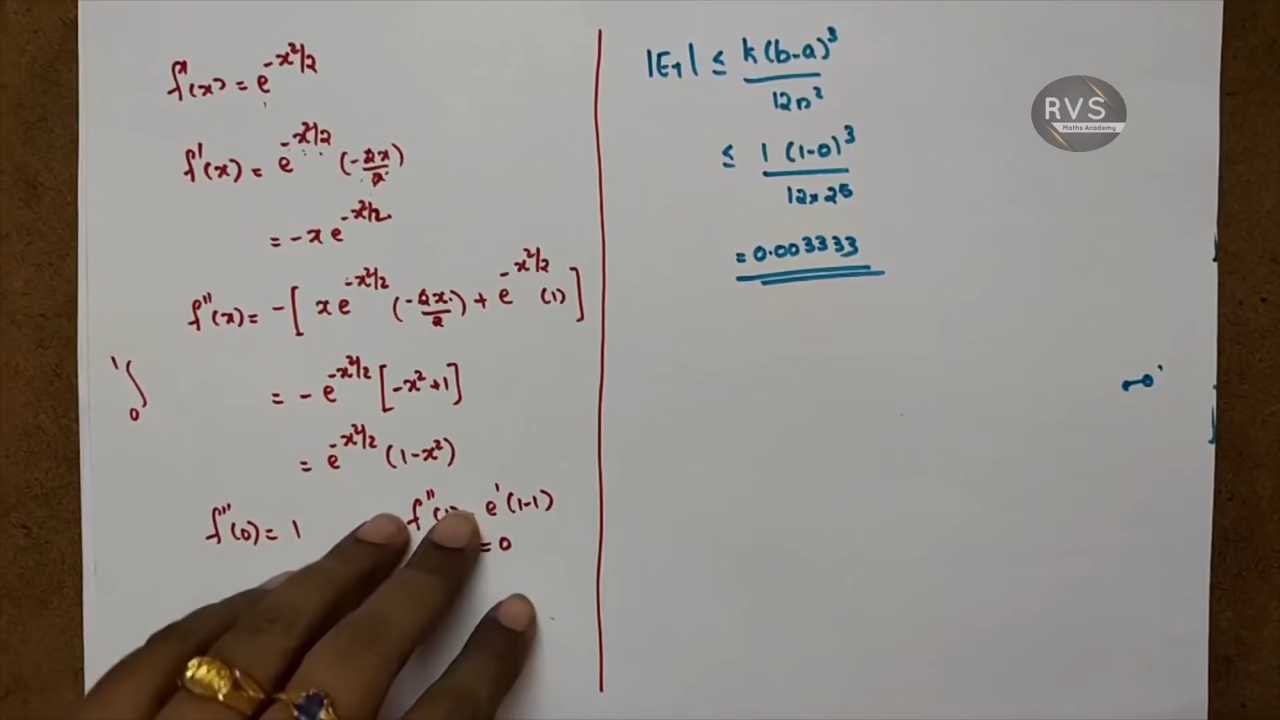 f(x) = e^{-x²/2}
f'(x) = e^{-x²/2} (-2x/2)
= -x e^{-x²/2}
f''(x) = -[ x e^{-x²/2} (-2x/2) + e^{-x²/2} (1) ]
∫₀¹
= - e^{-x²/2} [-x²+1]
= e^{-x²/2} (1-x²)
f''(0) = 1
f'' e¹(1-1)
= 0
|E_T| ≤ k(b-a)³ / 12n²
≤ 1 (1-0)³ / 12×25
= 0.003333
RVS
Maths Academy